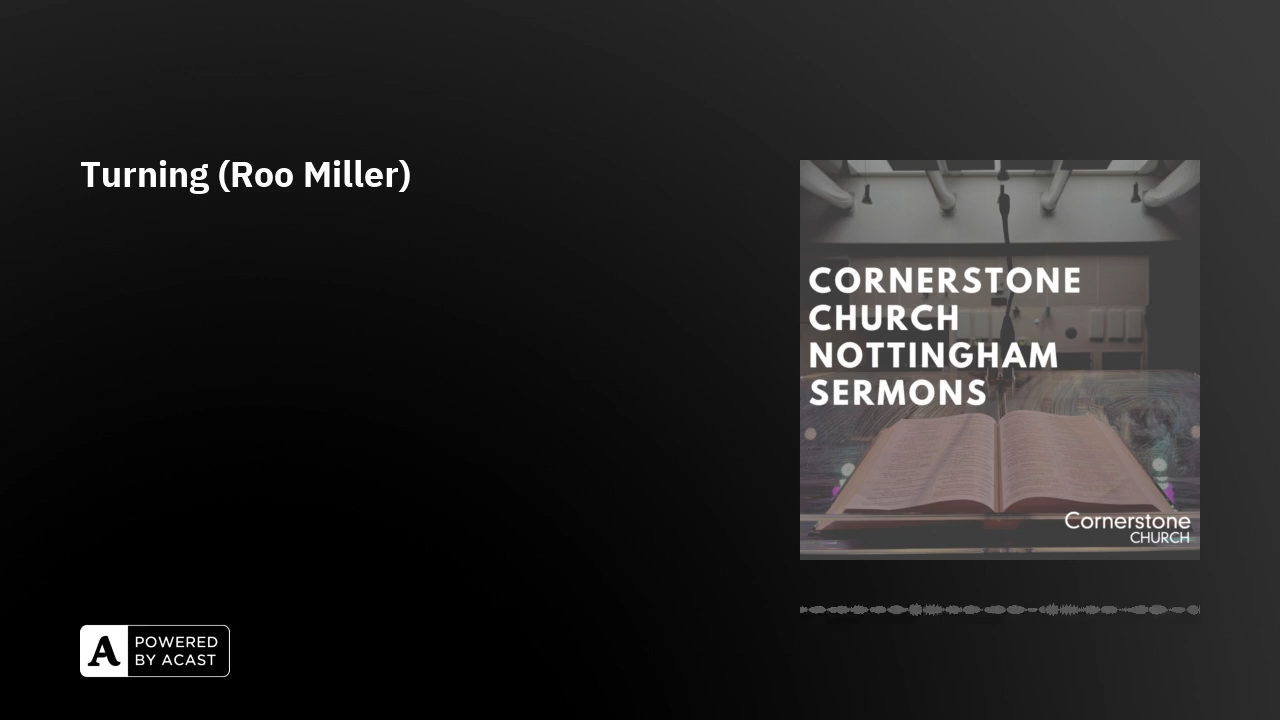 Turning (Roo Miller)
CORNERSTONE
CHURCH
NOTTINGHAM
SERMONS
Cornerstone
CHURCH
A POWERED
BY ACAST